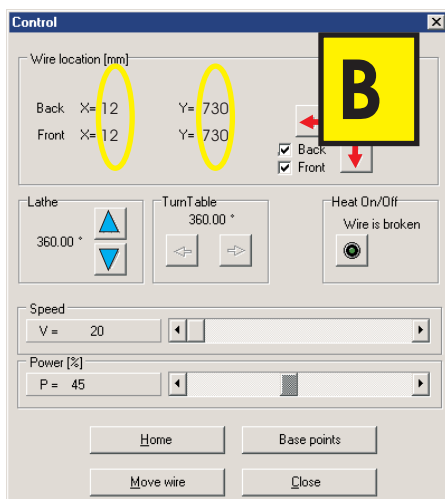 Control
Wire location [mm]
Back X= 12 Y= 730
Front X= 12 Y= 730
B
Back
Front
Lathe
360.00 °
TurnTable
360.00 °
Heat On/Off
Wire is broken
Speed
V = 20
Power [%]
P = 45
Home
Base points
Move wire
Close